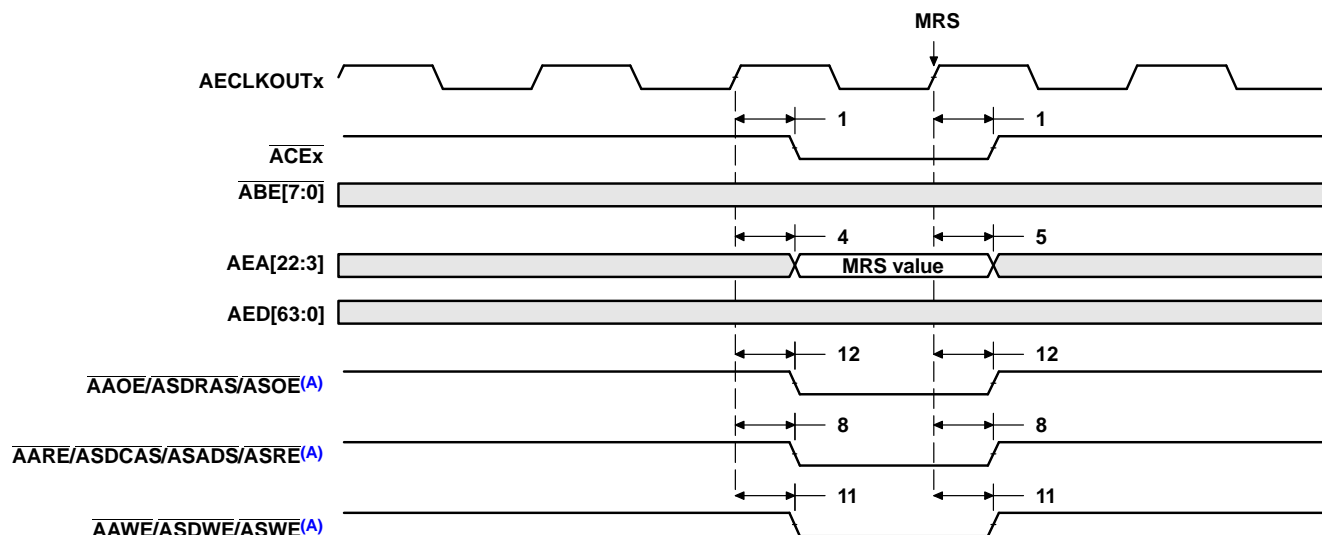 MRS
AECLKOUTx
1 1
ACEx
ABE[7:0]
4 5
AEA[22:3] MRS value
AED[63:0]
12 12
AAOE/ASDRAS/ASOE(A)
8 8
AARE/ASDCAS/ASADS/ASRE(A)
11 11
AAWE/ASDWE/ASWE(A)